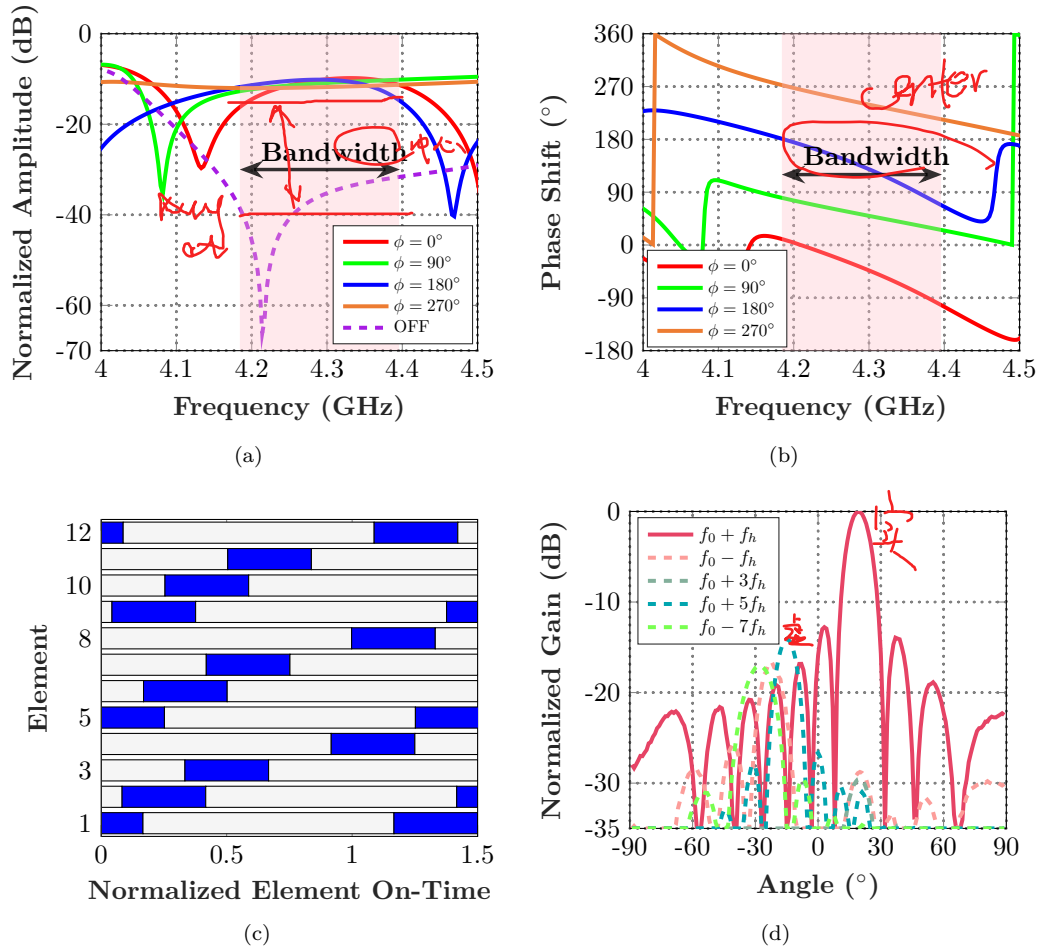 Normalized Amplitude (dB)
0
-20
-40
-60
-70
Bandwidth
ϕ = 0°
ϕ = 90°
ϕ = 180°
ϕ = 270°
OFF
4
4.1
4.2
4.3
4.4
4.5
Frequency (GHz)
(a)
Phase Shift (°)
360
270
180
90
0
-90
-180
center
Bandwidth
ϕ = 0°
ϕ = 90°
ϕ = 180°
ϕ = 270°
4
4.1
4.2
4.3
4.4
4.5
Frequency (GHz)
(b)
Element
12
10
8
5
3
1
0
0.5
1
1.5
Normalized Element On-Time
(c)
Normalized Gain (dB)
0
-10
-20
-30
-35
f₀ + fₕ
f₀ − fₕ
f₀ + 3fₕ
f₀ + 5fₕ
f₀ − 7fₕ
-90
-60
-30
0
30
60
90
Angle (°)
(d)